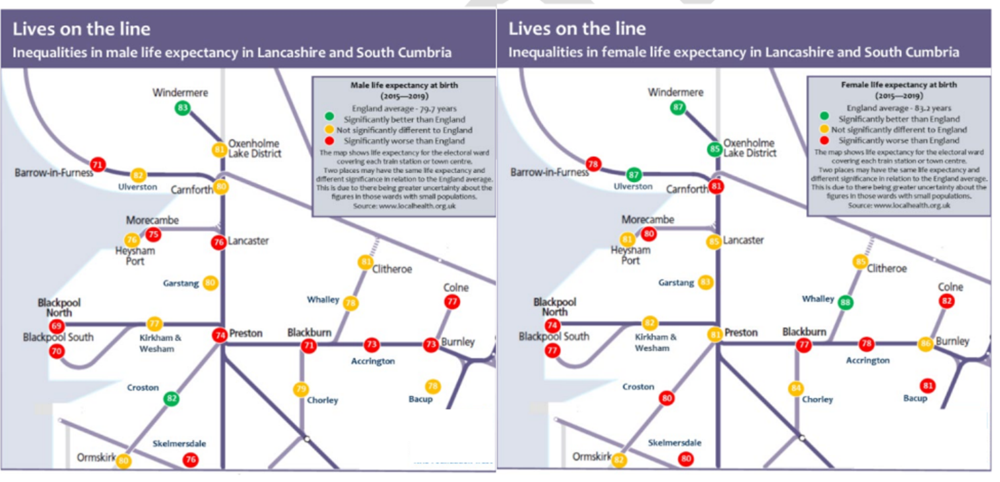 Lives on the line
Inequalities in male life expectancy in Lancashire and South Cumbria
Male life expectancy at birth
(2015—2019)
England average - 79.7 years
Significantly better than England
Not significantly different to England
Significantly worse than England
The map shows life expectancy for the electoral ward
covering each train station or town centre.
Two places may have the same life expectancy and
different significance in relation to the England average.
This is due to there being greater uncertainty about the
figures in those wards with small populations.
Source: www.localhealth.org.uk
Windermere
83
81
Oxenholme
Lake District
71
Barrow-in-Furness
82
Ulverston
Carnforth
80
Morecambe
75
76
Heysham
Port
76
Lancaster
81
Clitheroe
Garstang
80
Colne
77
Whalley
78
Blackpool
North
69
77
Kirkham &
Wesham
Blackpool South
70
74
Preston
Blackburn
71
73
Accrington
73
Burnley
Croston
82
79
Chorley
78
Bacup
Skelmersdale
76
Ormskirk
80
Lives on the line
Inequalities in female life expectancy in Lancashire and South Cumbria
Female life expectancy at birth
(2015—2019)
England average - 83.2 years
Significantly better than England
Not significantly different to England
Significantly worse than England
The map shows life expectancy for the electoral ward
covering each train station or town centre.
Two places may have the same life expectancy and
different significance in relation to the England average.
This is due to there being greater uncertainty about the
figures in those wards with small populations.
Source: www.localhealth.org.uk
Windermere
87
85
Oxenholme
Lake District
78
Barrow-in-Furness
87
Ulverston
Carnforth
81
Morecambe
80
81
Heysham
Port
85
Lancaster
85
Clitheroe
Garstang
83
Colne
82
Whalley
88
Blackpool
North
74
82
Kirkham &
Wesham
Blackpool South
77
81
Preston
Blackburn
77
78
Accrington
86
Burnley
Croston
80
84
Chorley
81
Bacup
Skelmersdale
80
Ormskirk
82